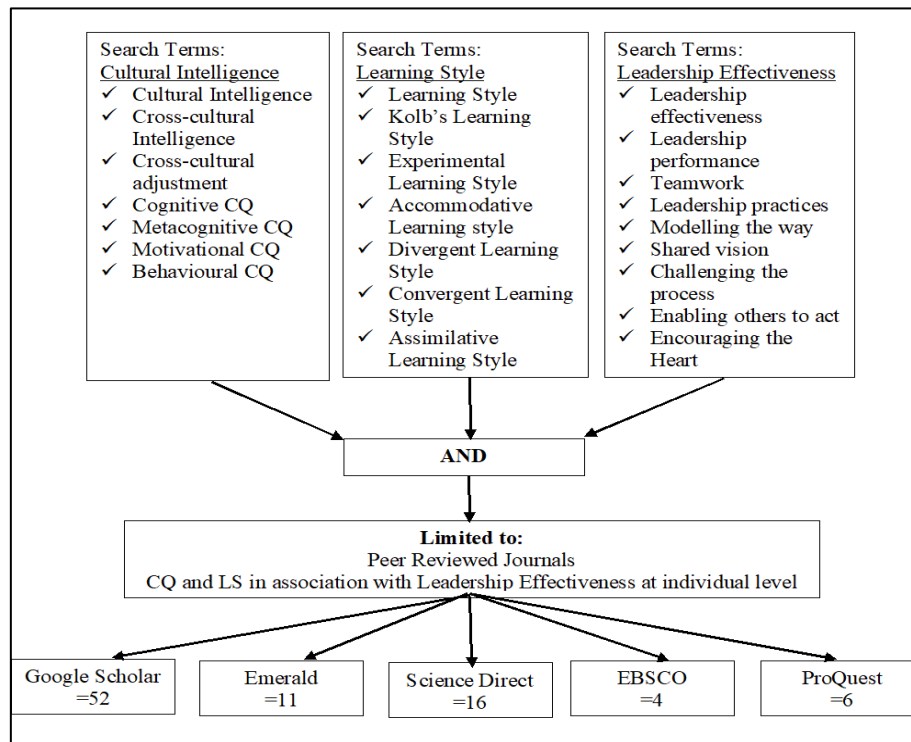 Search Terms:
Cultural Intelligence
✓ Cultural Intelligence
✓ Cross-cultural
Intelligence
✓ Cross-cultural
adjustment
✓ Cognitive CQ
✓ Metacognitive CQ
✓ Motivational CQ
✓ Behavioural CQ
Search Terms:
Learning Style
✓ Learning Style
✓ Kolb's Learning
Style
✓ Experimental
Learning Style
✓ Accommodative
Learning style
✓ Divergent Learning
Style
✓ Convergent Learning
Style
✓ Assimilative
Learning Style
Search Terms:
Leadership Effectiveness
✓ Leadership
effectiveness
✓ Leadership
performance
✓ Teamwork
✓ Leadership practices
✓ Modelling the way
✓ Shared vision
✓ Challenging the
process
✓ Enabling others to act
✓ Encouraging the
Heart
AND
Limited to:
Peer Reviewed Journals
CQ and LS in association with Leadership Effectiveness at individual level
Google Scholar
=52
Emerald
=11
Science Direct
=16
EBSCO
=4
ProQuest
=6